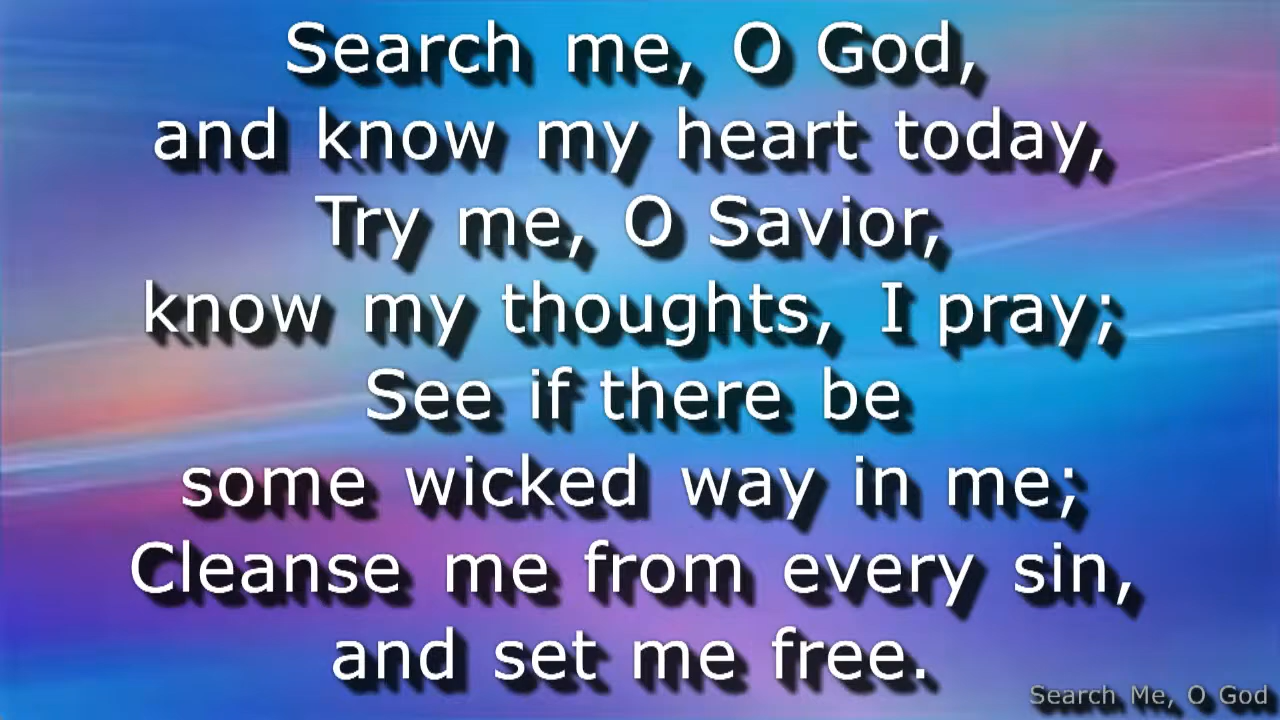 Search me, O God,
and know my heart today,
Try me, O Savior,
know my thoughts, I pray;
See if there be
some wicked way in me;
Cleanse me from every sin,
and set me free.
Search Me, O God